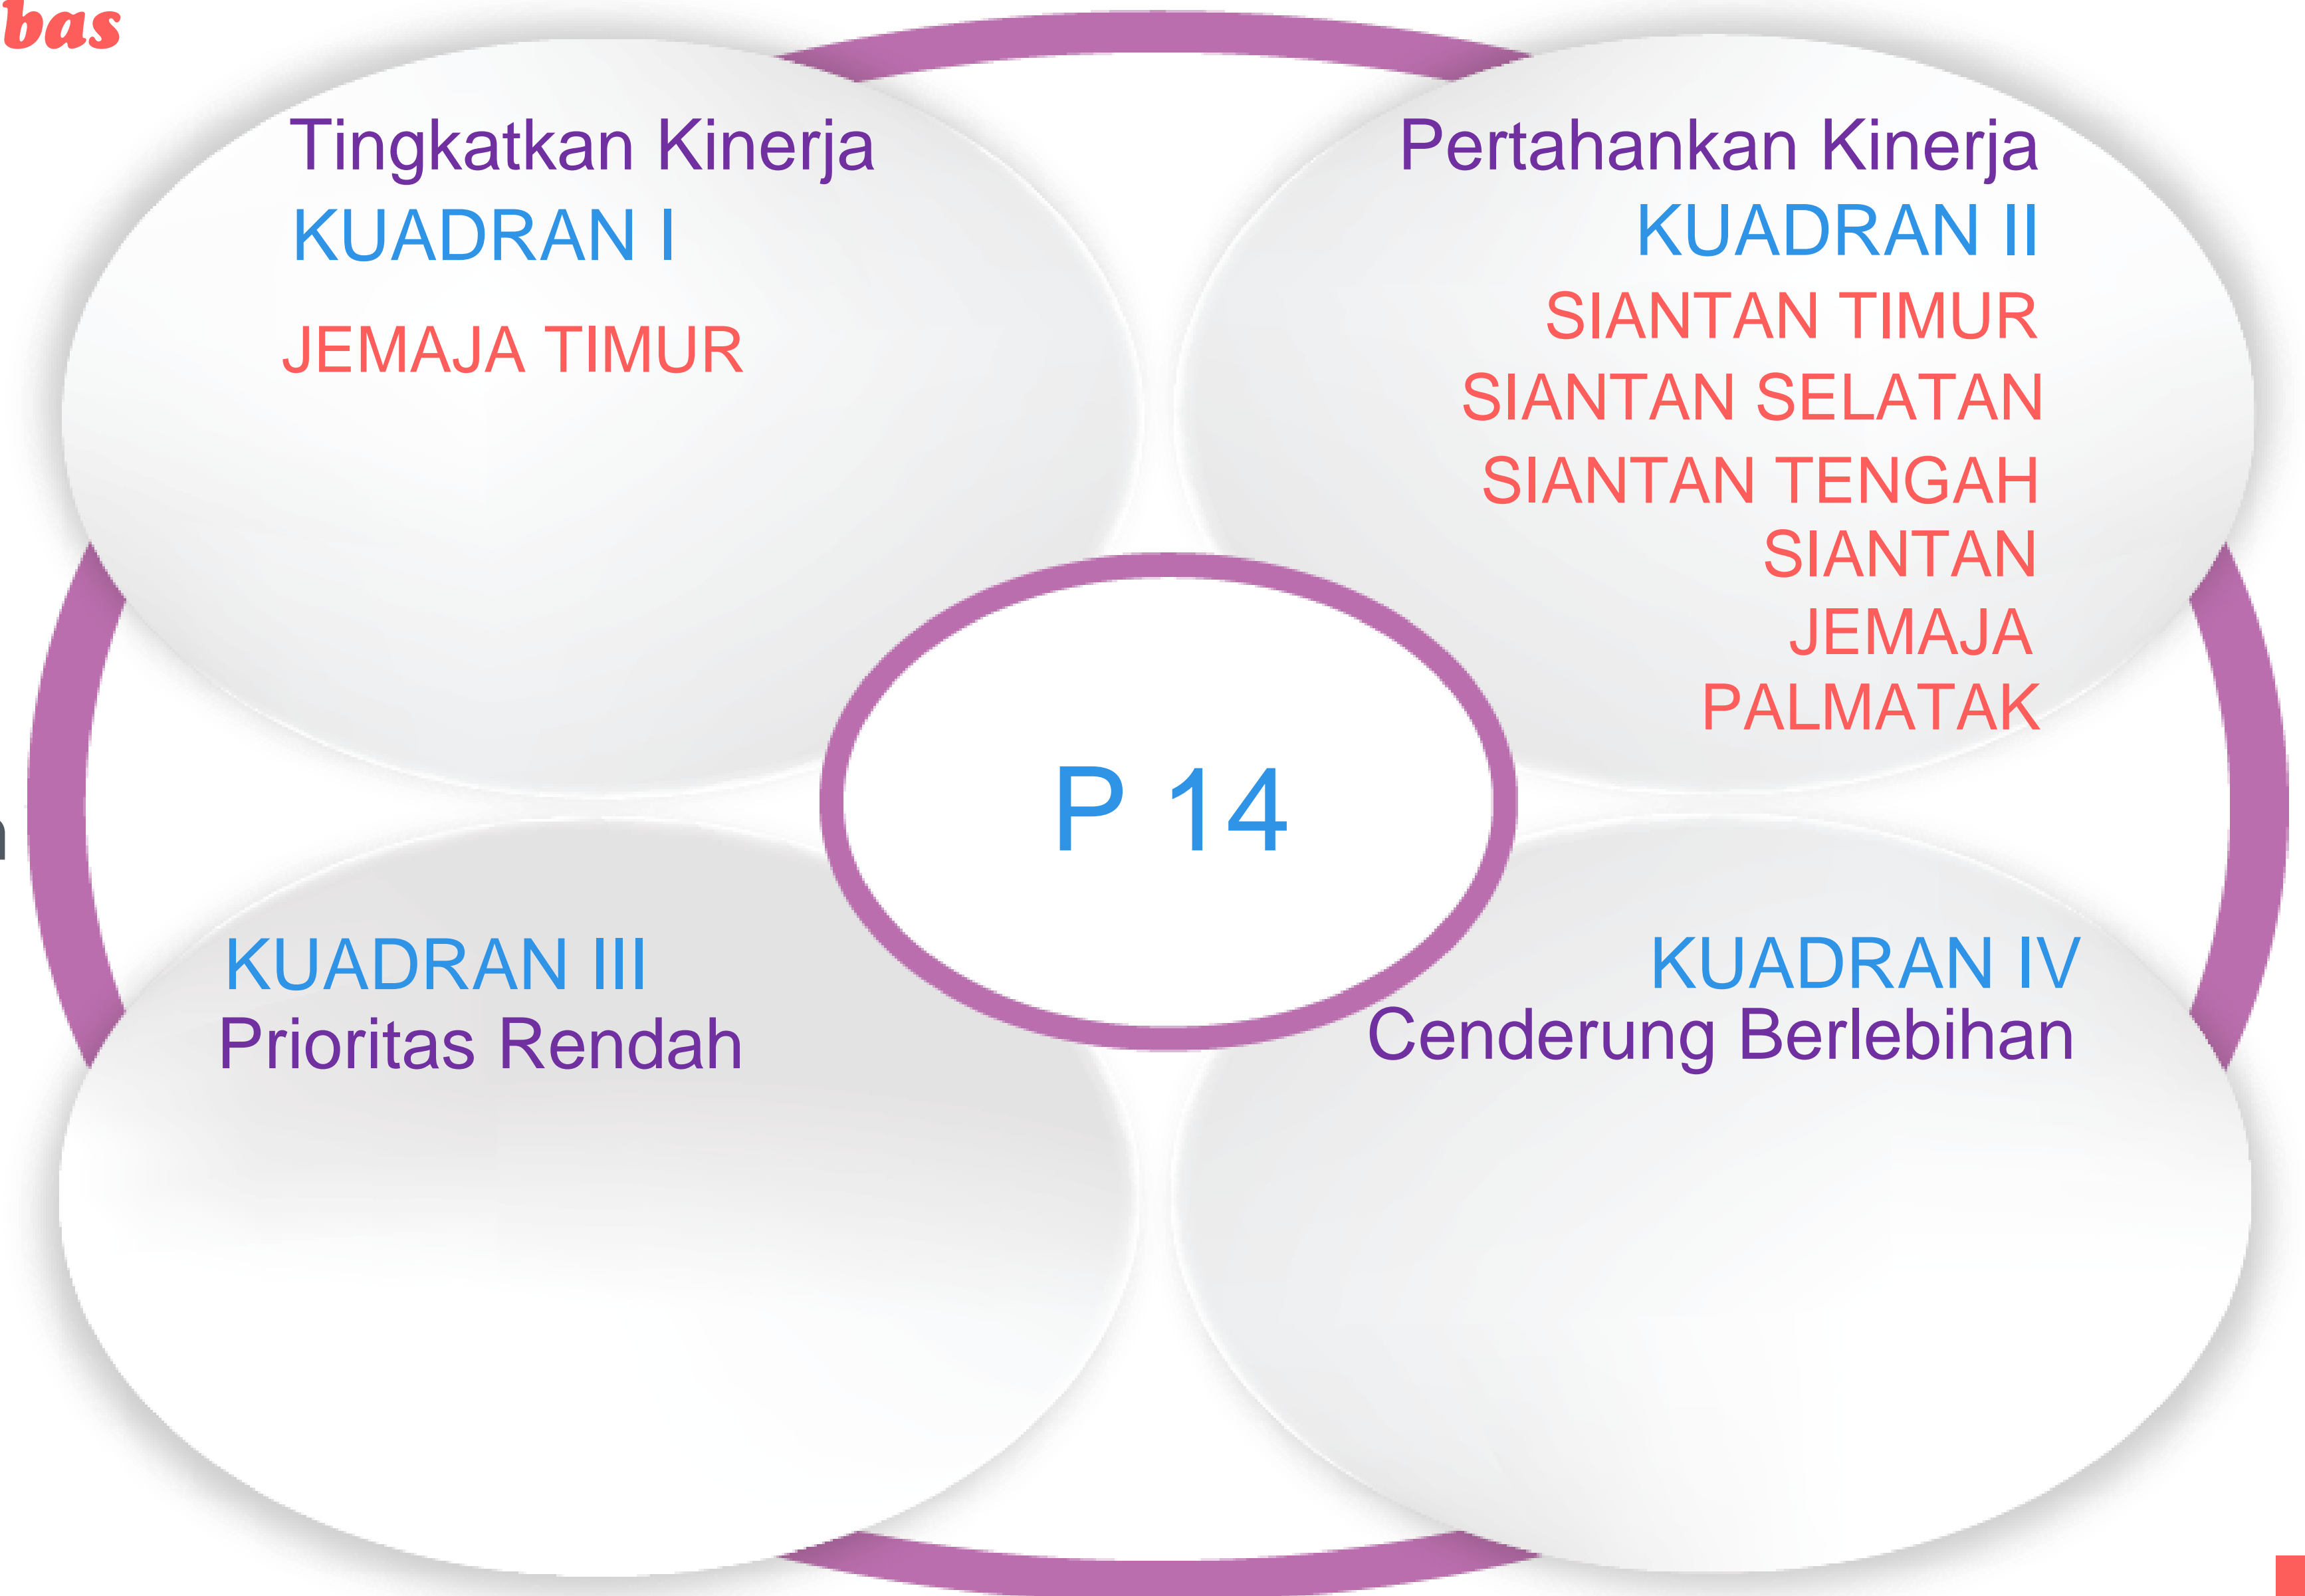 bas
Tingkatkan Kinerja
KUADRAN I
JEMAJA TIMUR
Pertahankan Kinerja
KUADRAN II
SIANTAN TIMUR
SIANTAN SELATAN
SIANTAN TENGAH
SIANTAN
JEMAJA
PALMATAK
P 14
KUADRAN III
Prioritas Rendah
KUADRAN IV
Cenderung Berlebihan